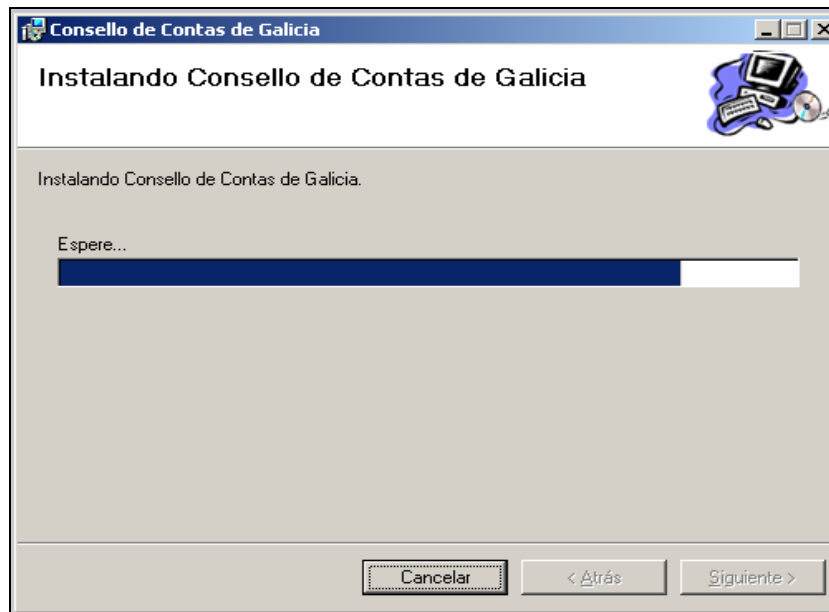 Consello de Contas de Galicia
Instalando Consello de Contas de Galicia
Instalando Consello de Contas de Galicia.
Espere...
Cancelar
< Atrás
Siguiente >